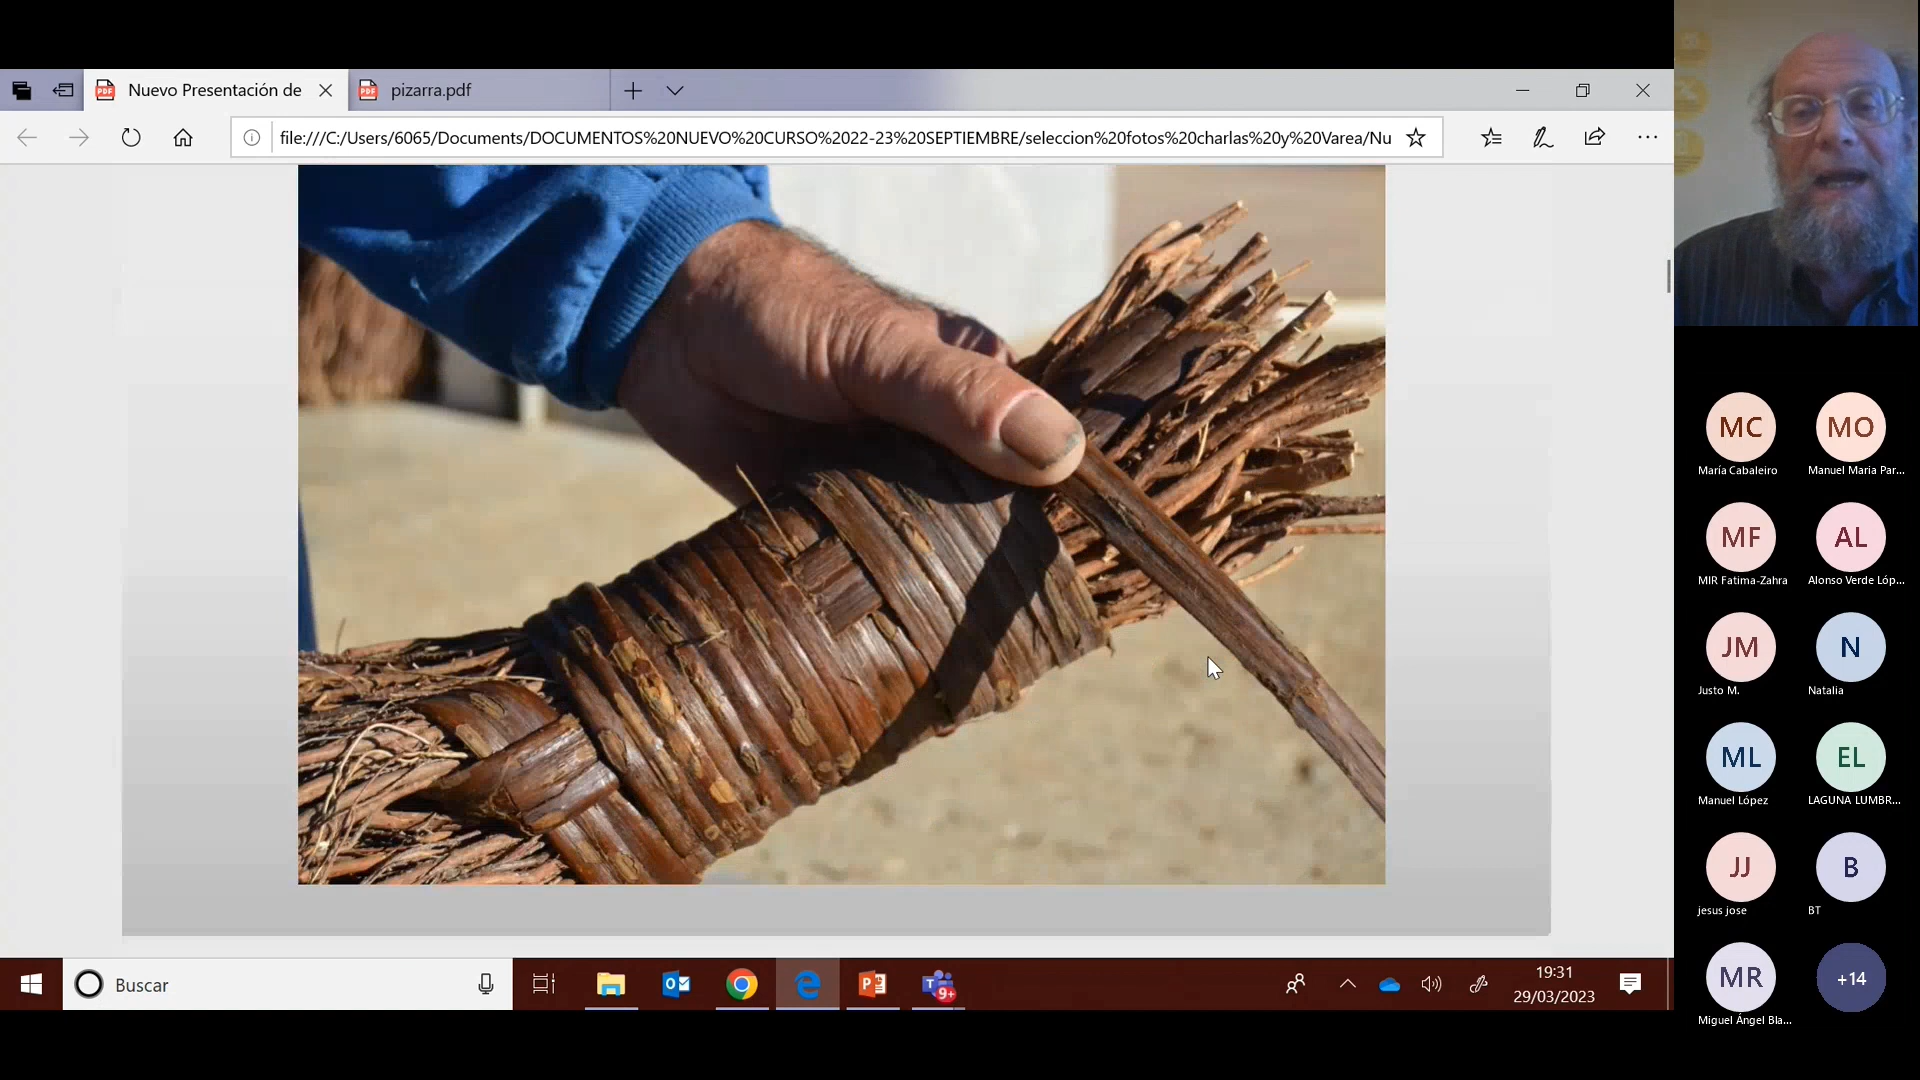 Nuevo Presentación de
pizarra.pdf
file:///C:/Users/6065/Documents/DOCUMENTOS%20NUEVO%20CURSO%202022-23%20SEPTIEMBRE/seleccion%20fotos%20charlas%20y%20Varea/Nu
MC
MO
María Cabaleiro
Manuel Maria Par...
MF
AL
MIR Fatima-Zahra
Alonso Verde Lóp...
JM
N
Justo M.
Natalia
ML
EL
Manuel López
LAGUNA LUMBR...
JJ
B
jesus jose
BT
MR
+14
Miguel Ángel Bla...
Buscar
9+
19:31
29/03/2023